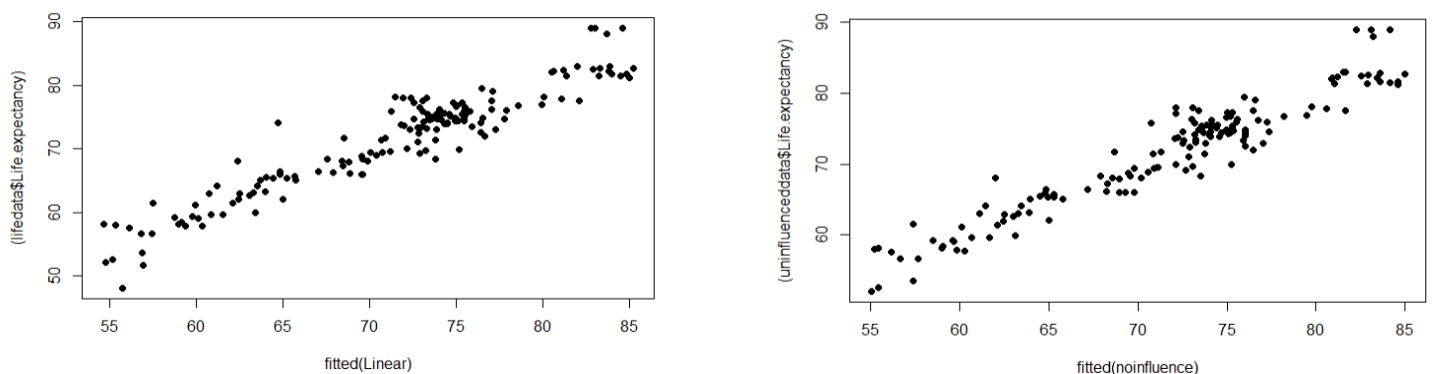 (lifedata$Life.expectancy)
90
80
70
60
50
55 60 65 70 75 80 85
fitted(Linear)
(uninfluenceddata$Life.expectancy)
90
80
70
60
55 60 65 70 75 80 85
fitted(noinfluence)